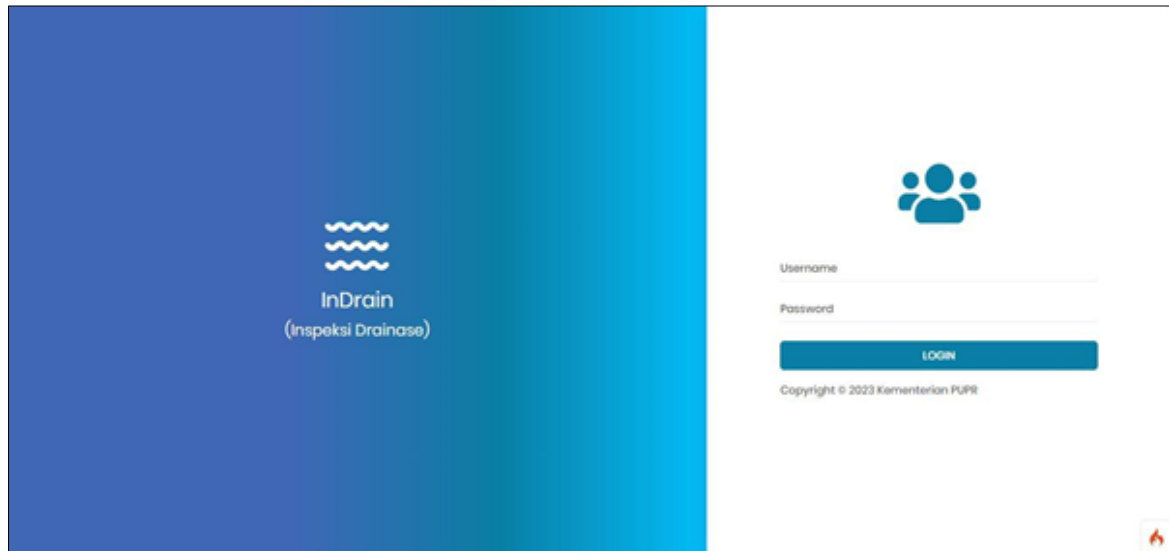 InDrain
(Inspeksi Drainase)
Username
Password
LOGIN
Copyright © 2023 Kementerian PUPR